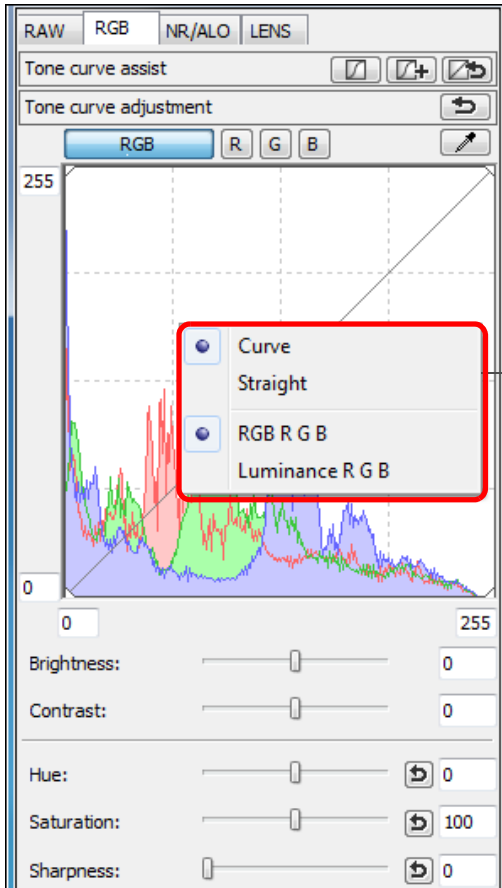 RAW RGB NR/ALO LENS
Tone curve assist
Tone curve adjustment
RGB R G B
255
Curve
Straight
RGB R G B
Luminance R G B
0
0 255
Brightness: 0
Contrast: 0
Hue: 0
Saturation: 100
Sharpness: 0